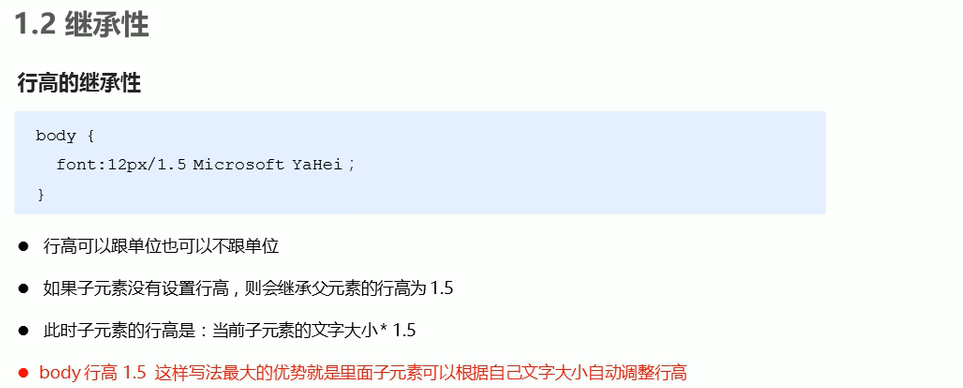 1.2 继承性
行高的继承性
body {
font:12px/1.5 Microsoft YaHei；
}
● 行高可以跟单位也可以不跟单位
● 如果子元素没有设置行高，则会继承父元素的行高为 1.5
● 此时子元素的行高是：当前子元素的文字大小 * 1.5
● body 行高 1.5 这样写法最大的优势就是里面子元素可以根据自己文字大小自动调整行高